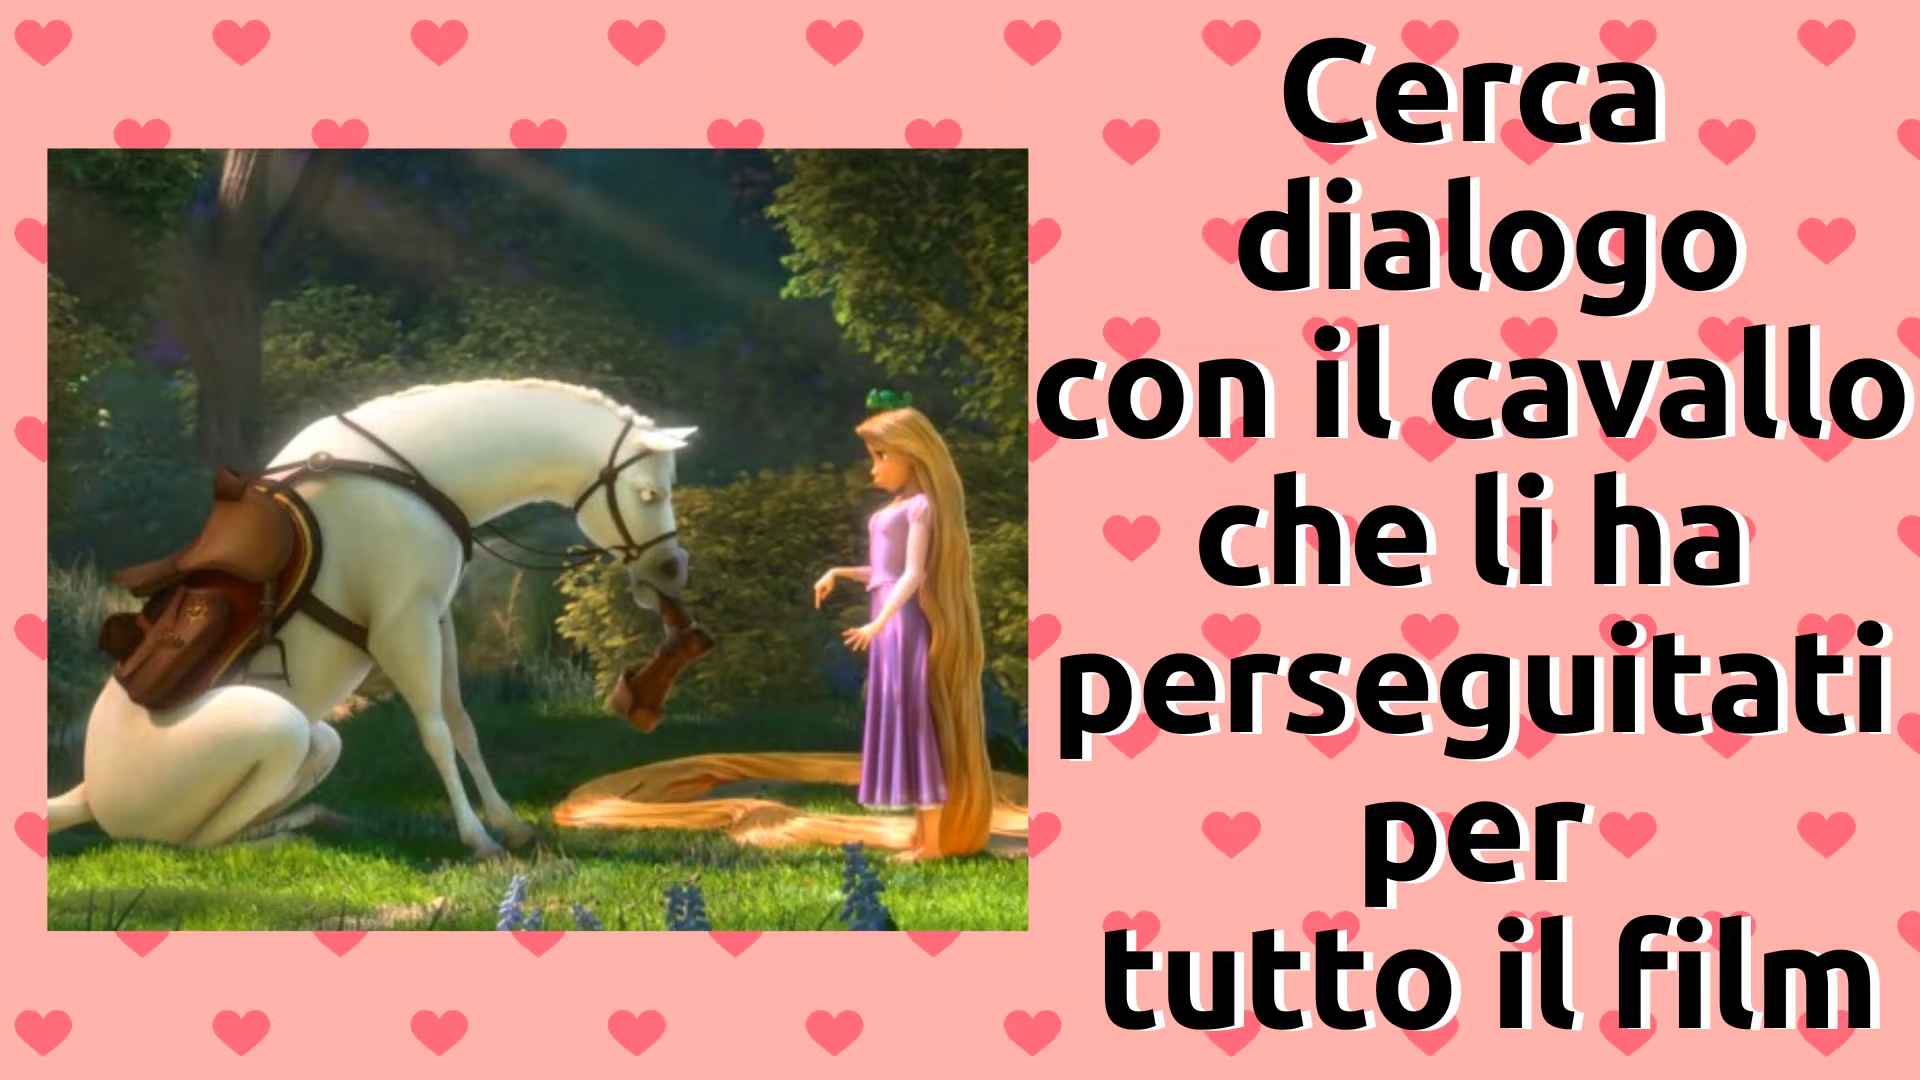 Cerca
dialogo
con il cavallo
che li ha
perseguitati
per
tutto il film